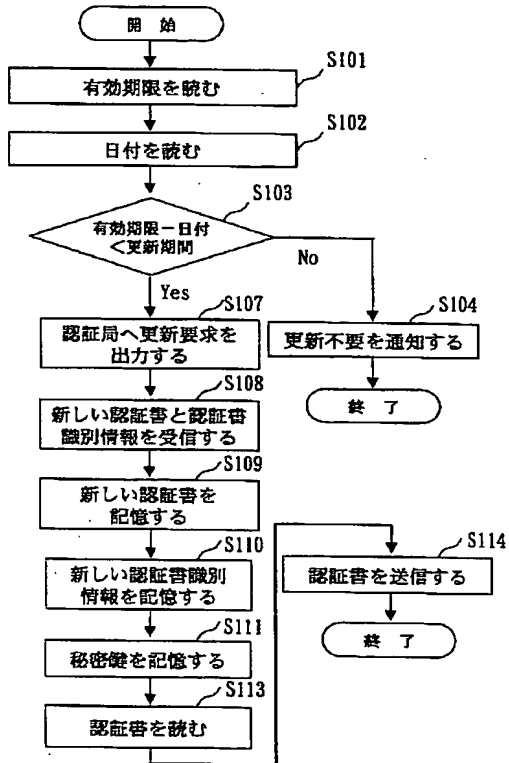 開 始
S101
有効期限を読む
S102
日付を読む
S103
有効期限－日付
＜更新期間
No
Yes
S107
認証局へ更新要求を
出力する
S104
更新不要を通知する
終 了
S108
新しい認証書と認証書
識別情報を受信する
S109
新しい認証書を
記憶する
S110
新しい認証書識別
情報を記憶する
S111
秘密鍵を記憶する
S113
認証書を読む
S114
認証書を送信する
終 了